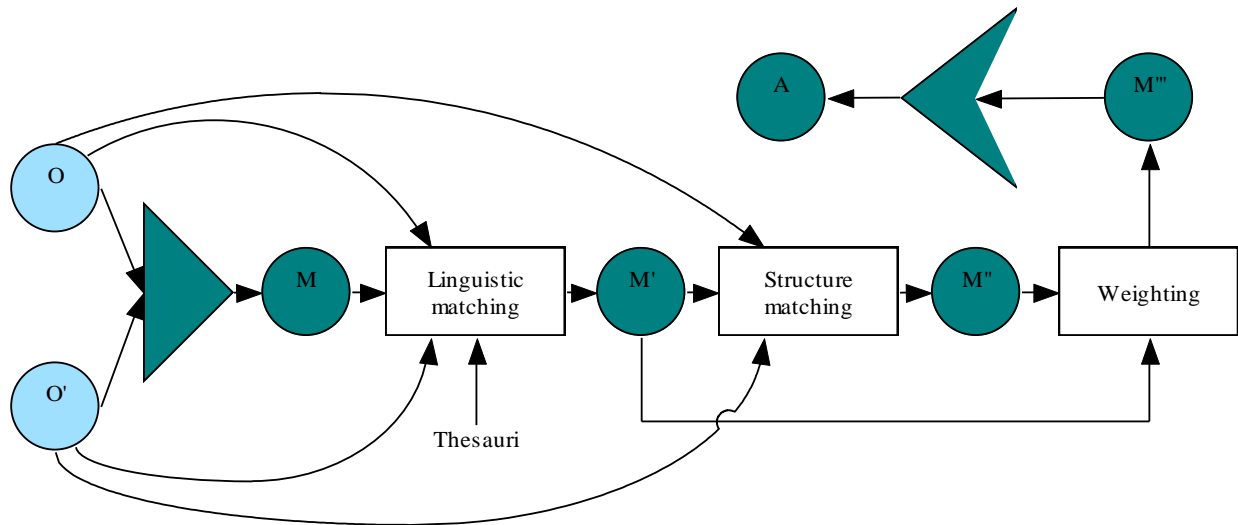 A
M'''
O
M
Linguistic
matching
M'
Structure
matching
M''
Weighting
O'
Thesauri